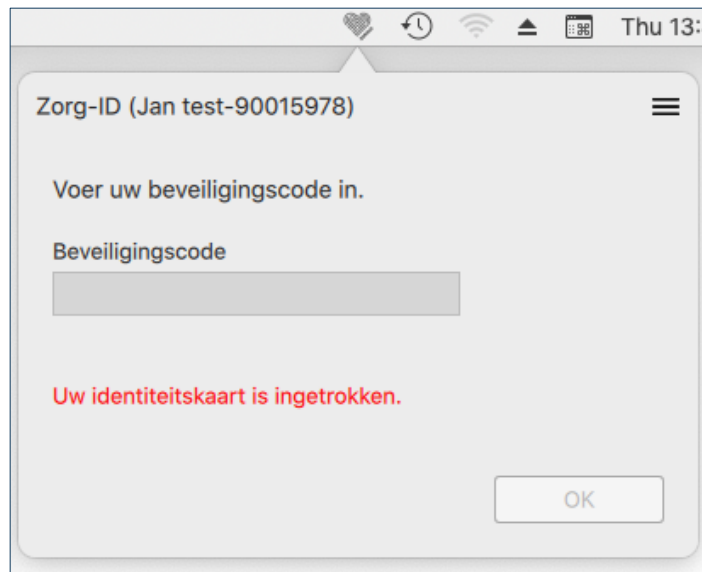 Thu 13:
Zorg-ID (Jan test-90015978)
Voer uw beveiligingscode in.
Beveiligingscode
Uw identiteitskaart is ingetrokken.
OK